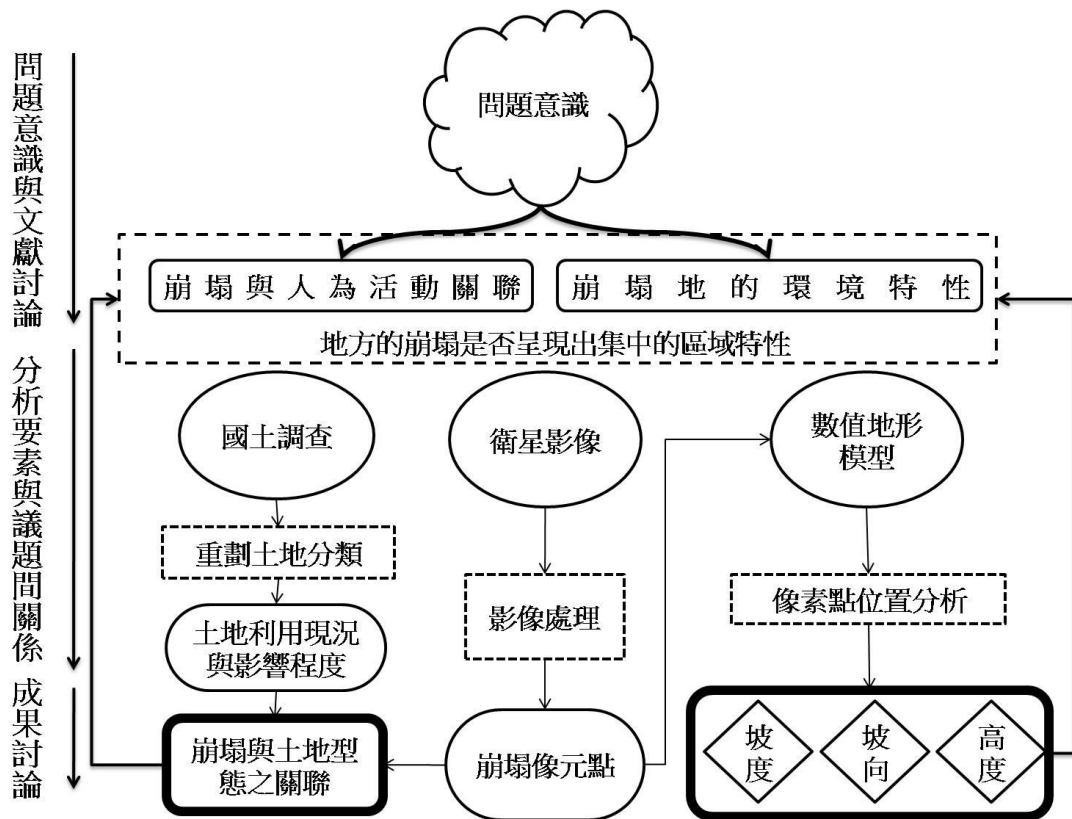 問題意識與文獻討論
分析要素與議題間關係
成果討論
問題意識
崩塌與人為活動關聯
崩塌地的環境特性
地方的崩塌是否呈現出集中的區域特性
國土調查
衛星影像
數值地形
模型
重劃土地分類
影像處理
像素點位置分析
土地利用現況
與影響程度
崩塌與土地型
態之關聯
崩塌像元點
坡度
坡向
高度